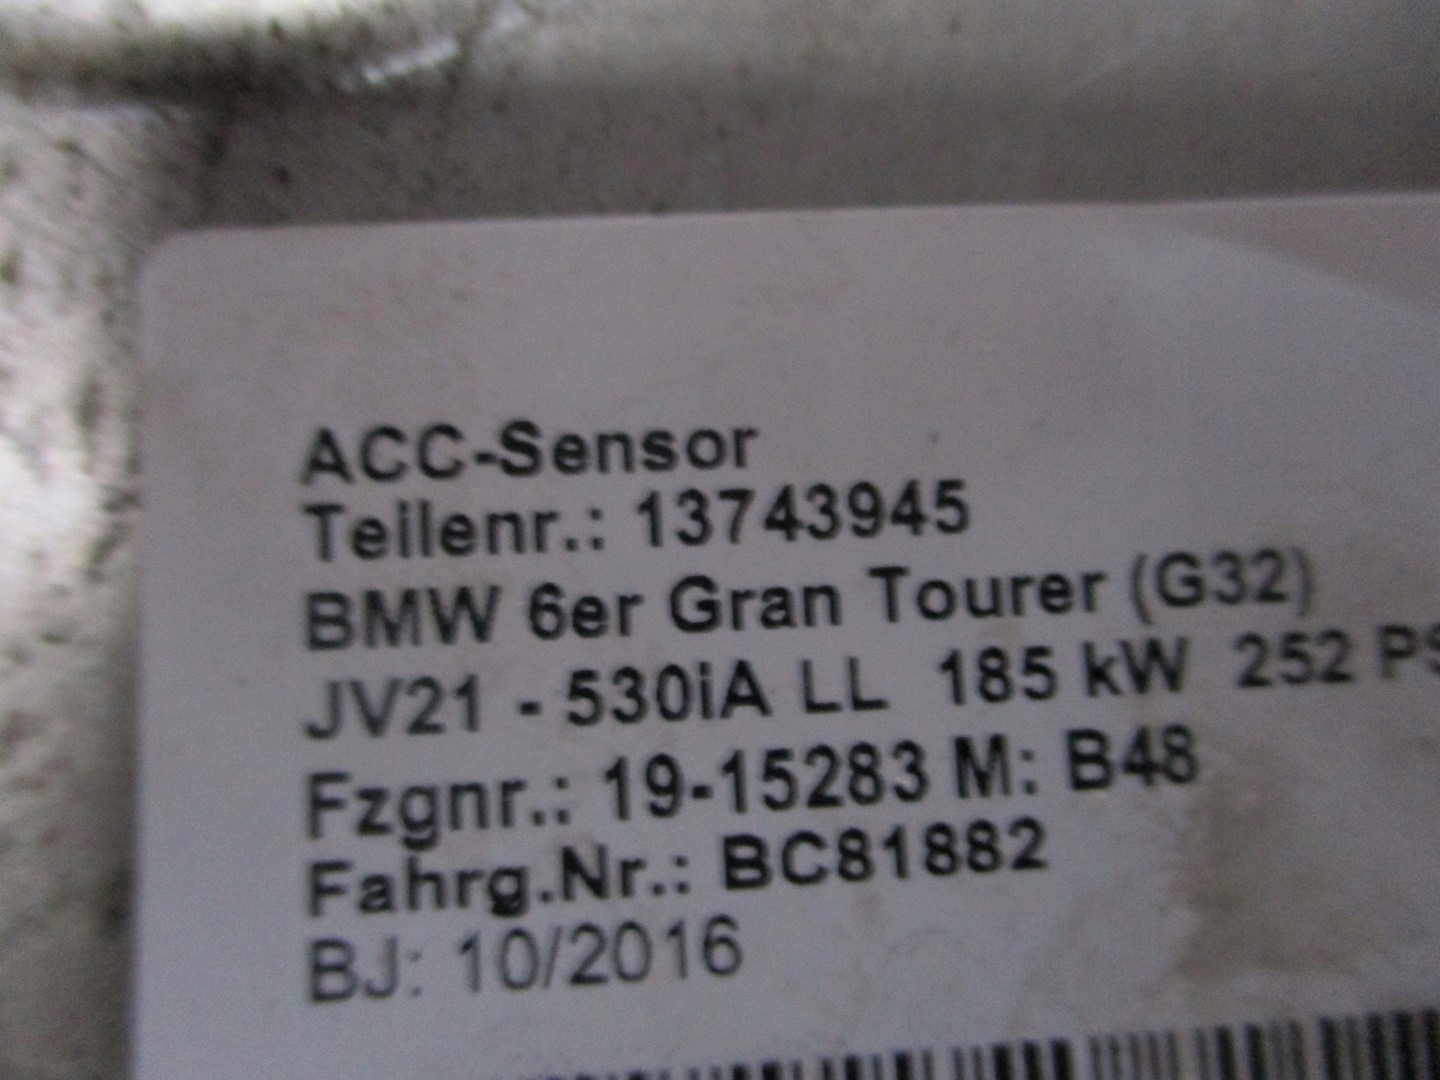 ACC-Sensor
Teilenr.: 13743945
BMW 6er Gran Tourer (G32)
JV21 - 530iA LL 185 kW 252 PS
Fzgnr.: 19-15283 M: B48
Fahrg.Nr.: BC81882
BJ: 10/2016